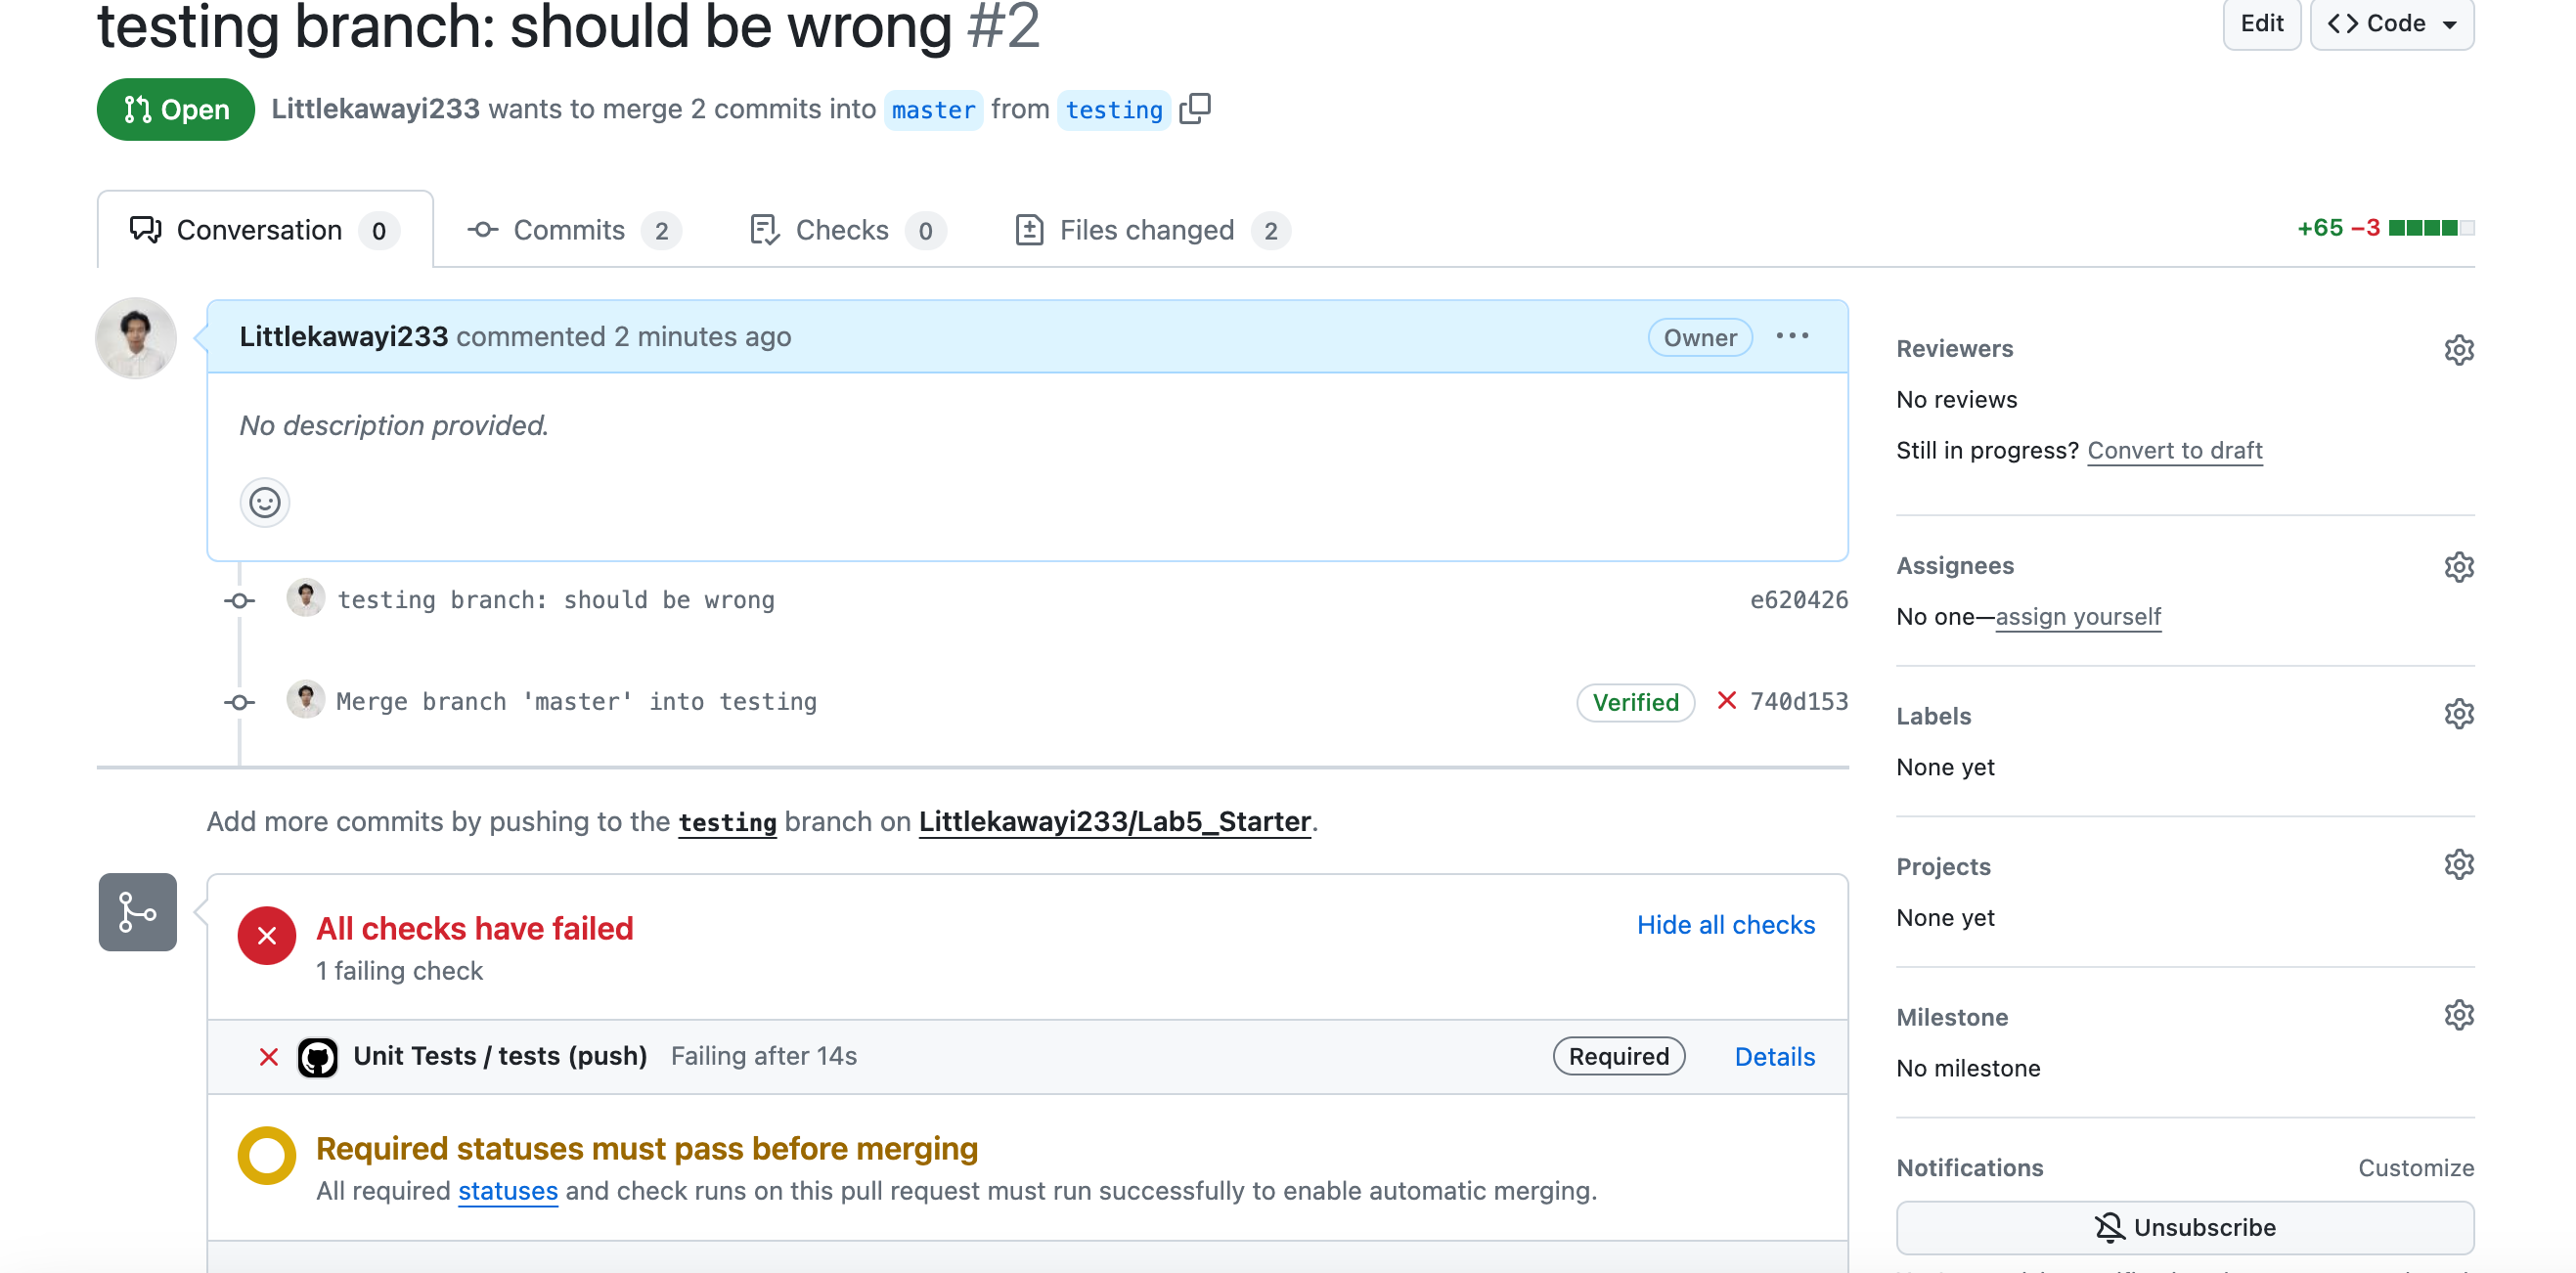 testing branch: should be wrong #2
Edit
Code
Open
Littlekawayi233 wants to merge 2 commits into master from testing
Conversation 0
Commits 2
Checks 0
Files changed 2
+65 −3
Littlekawayi233 commented 2 minutes ago
Owner
No description provided.
testing branch: should be wrong
e620426
Merge branch 'master' into testing
Verified
740d153
Add more commits by pushing to the testing branch on Littlekawayi233/Lab5_Starter.
All checks have failed
1 failing check
Hide all checks
Unit Tests / tests (push) Failing after 14s
Required
Details
Required statuses must pass before merging
All required statuses and check runs on this pull request must run successfully to enable automatic merging.
Reviewers
No reviews
Still in progress? Convert to draft
Assignees
No one—assign yourself
Labels
None yet
Projects
None yet
Milestone
No milestone
Notifications
Customize
Unsubscribe